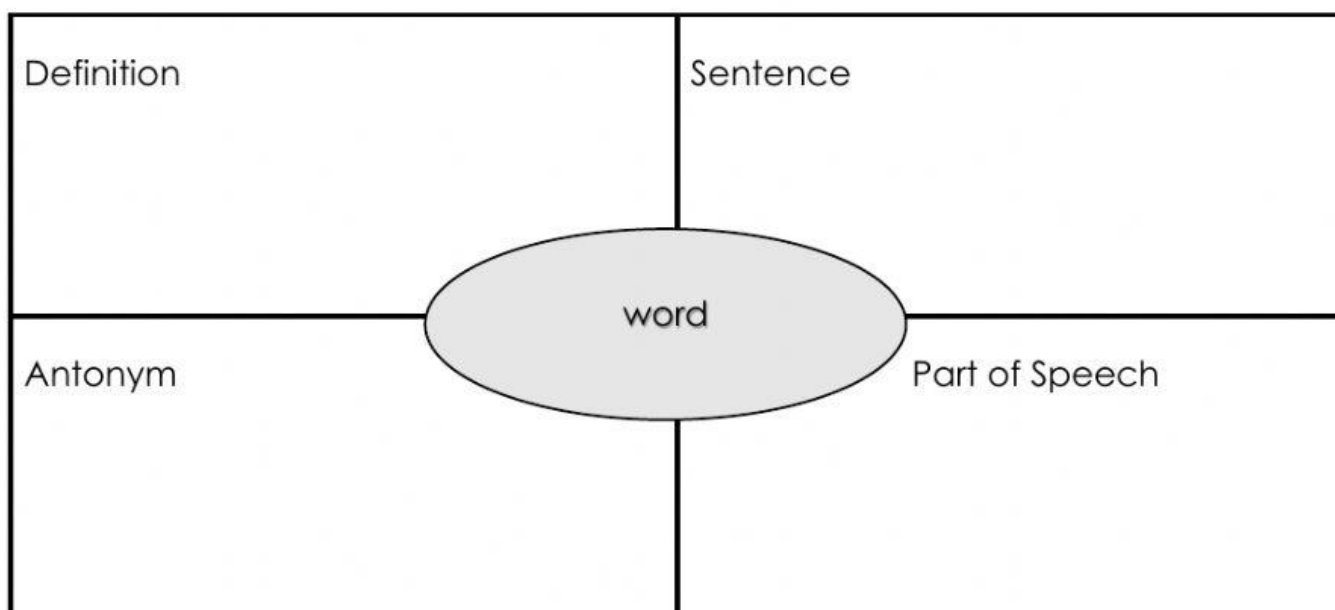 Definition
Sentence
word
Antonym
Part of Speech